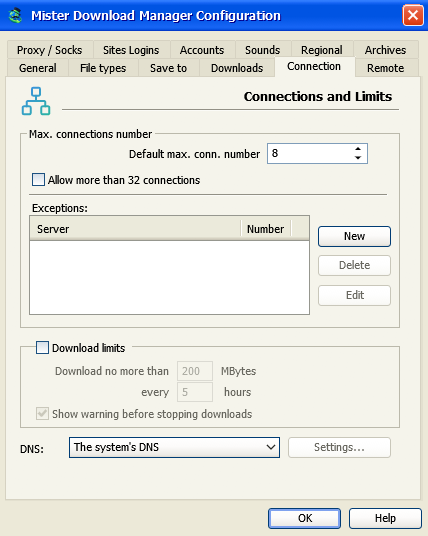 Mister Download Manager Configuration
Proxy / Socks Sites Logins Accounts Sounds Regional Archives
General File types Save to Downloads Connection Remote
Connections and Limits
Max. connections number
Default max. conn. number 8
Allow more than 32 connections
Exceptions:
Server Number
New
Delete
Edit
Download limits
Download no more than 200 MBytes
every 5 hours
Show warning before stopping downloads
DNS: The system's DNS Settings...
OK Help